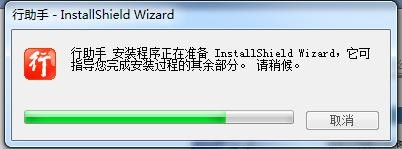 行助手 - InstallShield Wizard
行
行助手 安装程序正在准备 InstallShield Wizard，它可
指导您完成安装过程的其余部分。 请稍候。
取消